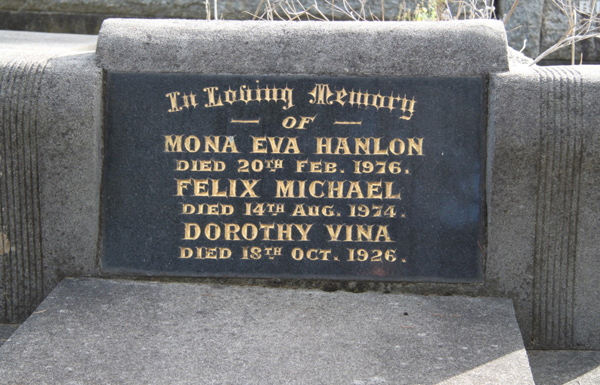 In Loving Memory
— OF —
MONA EVA HANLON
DIED 20TH FEB. 1976.
FELIX MICHAEL
DIED 14TH AUG. 1974.
DOROTHY VINA
DIED 18TH OCT. 1926.